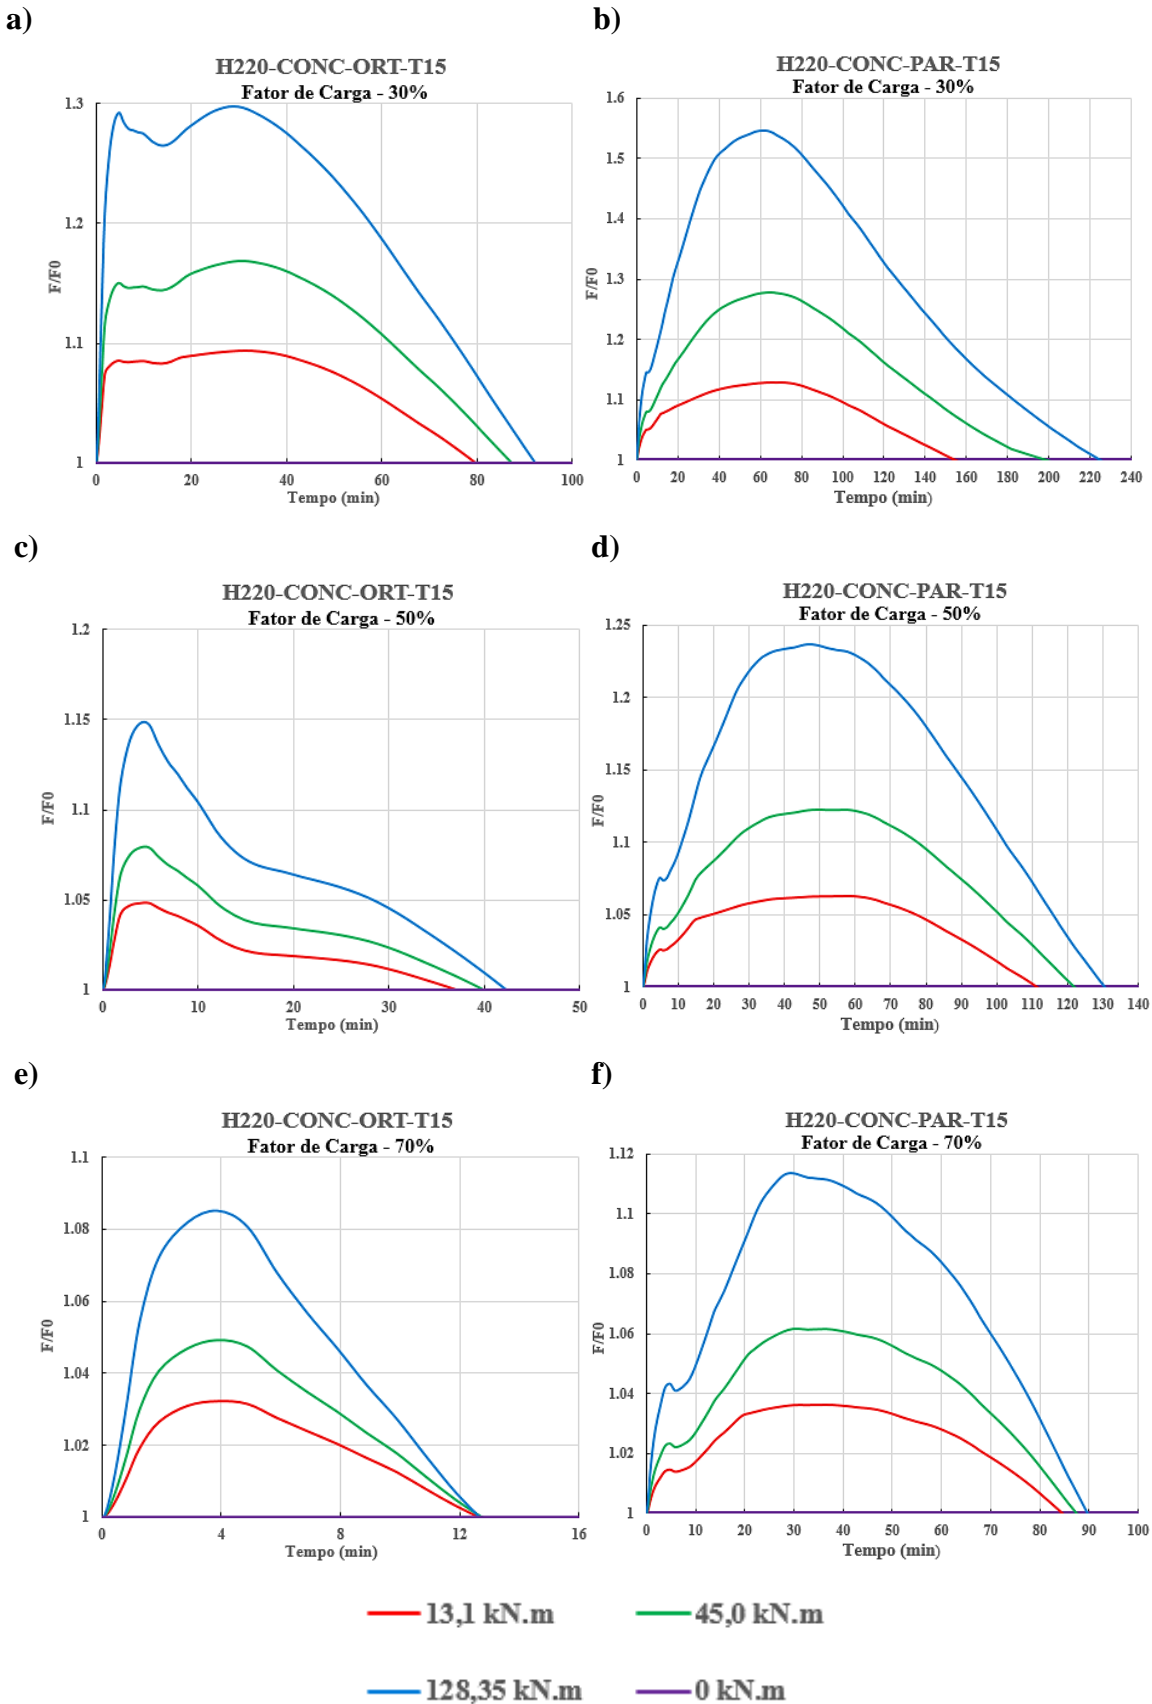 a)
H220-CONC-ORT-T15
Fator de Carga - 30%
1.3
1.2
1.1
1
F/F0
0 20 40 60 80 100
Tempo (min)
b)
H220-CONC-PAR-T15
Fator de Carga - 30%
1.6
1.5
1.4
1.3
1.2
1.1
1
F/F0
0 20 40 60 80 100 120 140 160 180 200 220 240
Tempo (min)
c)
H220-CONC-ORT-T15
Fator de Carga - 50%
1.2
1.15
1.1
1.05
1
F/F0
0 10 20 30 40 50
Tempo (min)
d)
H220-CONC-PAR-T15
Fator de Carga - 50%
1.25
1.2
1.15
1.1
1.05
1
F/F0
0 10 20 30 40 50 60 70 80 90 100 110 120 130 140
Tempo (min)
e)
H220-CONC-ORT-T15
Fator de Carga - 70%
1.1
1.08
1.06
1.04
1.02
1
F/F0
0 4 8 12 16
Tempo (min)
f)
H220-CONC-PAR-T15
Fator de Carga - 70%
1.12
1.1
1.08
1.06
1.04
1.02
1
F/F0
0 10 20 30 40 50 60 70 80 90 100
Tempo (min)
13,1 kN.m 45,0 kN.m
128,35 kN.m 0 kN.m